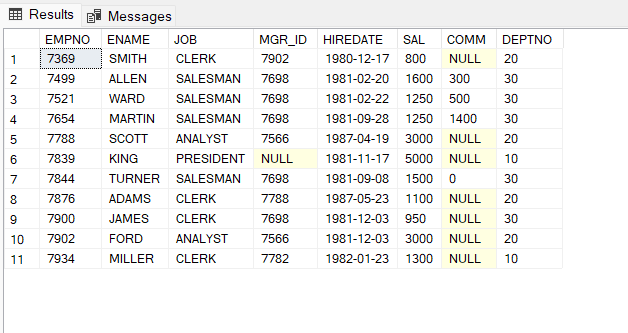 Results Messages
EMPNO ENAME JOB MGR_ID HIREDATE SAL COMM DEPTNO
1 7369 SMITH CLERK 7902 1980-12-17 800 NULL 20
2 7499 ALLEN SALESMAN 7698 1981-02-20 1600 300 30
3 7521 WARD SALESMAN 7698 1981-02-22 1250 500 30
4 7654 MARTIN SALESMAN 7698 1981-09-28 1250 1400 30
5 7788 SCOTT ANALYST 7566 1987-04-19 3000 NULL 20
6 7839 KING PRESIDENT NULL 1981-11-17 5000 NULL 10
7 7844 TURNER SALESMAN 7698 1981-09-08 1500 0 30
8 7876 ADAMS CLERK 7788 1987-05-23 1100 NULL 20
9 7900 JAMES CLERK 7698 1981-12-03 950 NULL 30
10 7902 FORD ANALYST 7566 1981-12-03 3000 NULL 20
11 7934 MILLER CLERK 7782 1982-01-23 1300 NULL 10